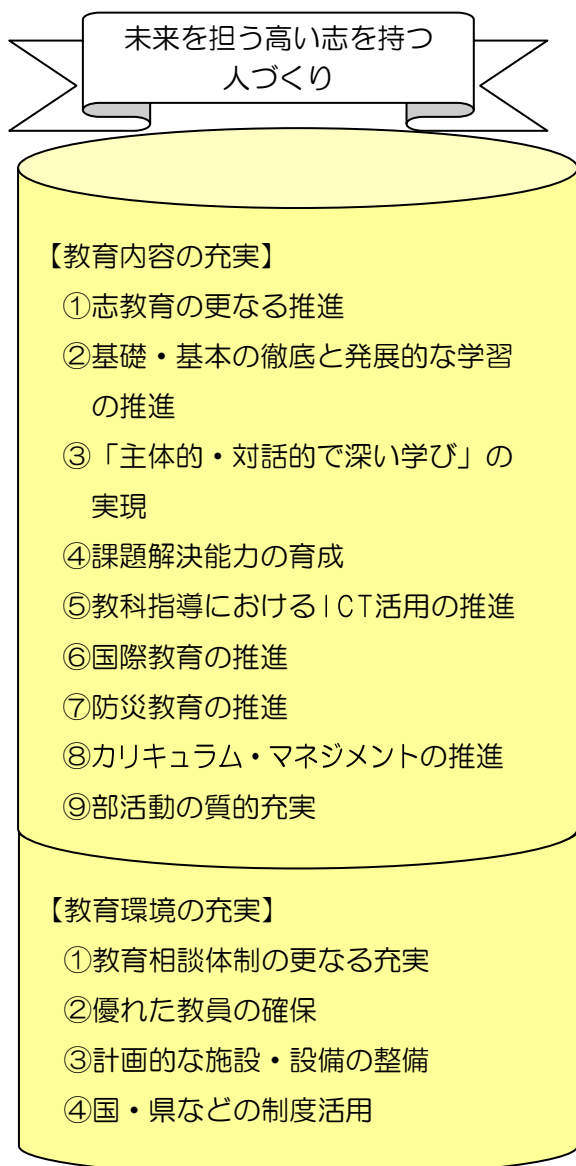 未来を担う高い志を持つ
人づくり
【教育内容の充実】
①志教育の更なる推進
②基礎・基本の徹底と発展的な学習
の推進
③「主体的・対話的で深い学び」の
実現
④課題解決能力の育成
⑤教科指導におけるICT活用の推進
⑥国際教育の推進
⑦防災教育の推進
⑧カリキュラム・マネジメントの推進
⑨部活動の質的充実
【教育環境の充実】
①教育相談体制の更なる充実
②優れた教員の確保
③計画的な施設・設備の整備
④国・県などの制度活用